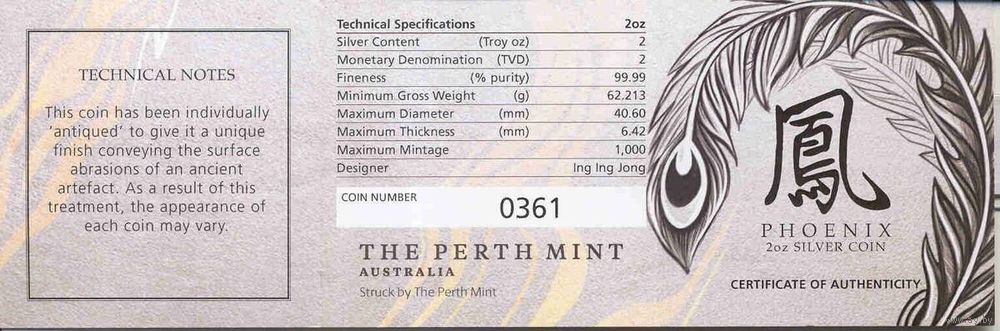 TECHNICAL NOTES
This coin has been individually
‘antiqued’ to give it a unique
finish conveying the surface
abrasions of an ancient
artefact. As a result of this
treatment, the appearance of
each coin may vary.
Technical Specifications 2oz
Silver Content (Troy oz) 2
Monetary Denomination (TVD) 2
Fineness (% purity) 99.99
Minimum Gross Weight (g) 62.213
Maximum Diameter (mm) 40.60
Maximum Thickness (mm) 6.42
Maximum Mintage 1,000
Designer Ing Ing Jong
COIN NUMBER 0361
THE PERTH MINT
AUSTRALIA
Struck by The Perth Mint
鳳
PHOENIX
2oz SILVER COIN
CERTIFICATE OF AUTHENTICITY